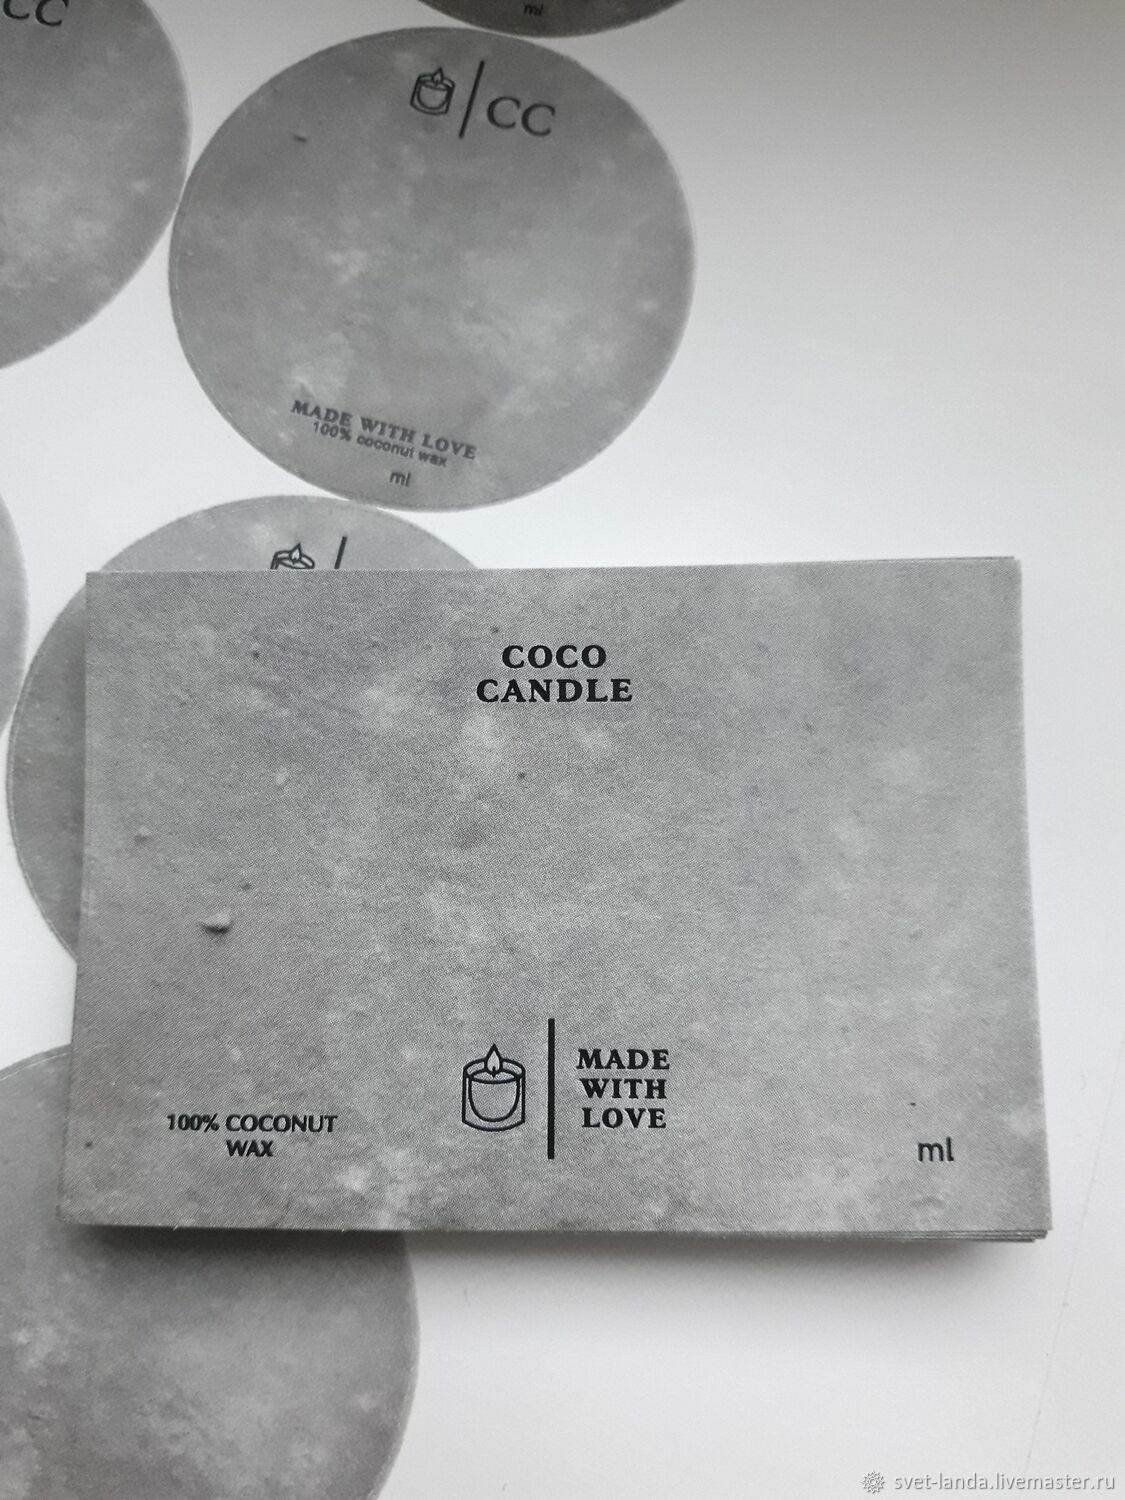 CC
ml
CC
MADE WITH LOVE
100% coconut wax
ml
COCO
CANDLE
MADE
WITH
LOVE
100% COCONUT
WAX
ml
svet-landa.livemaster.ru